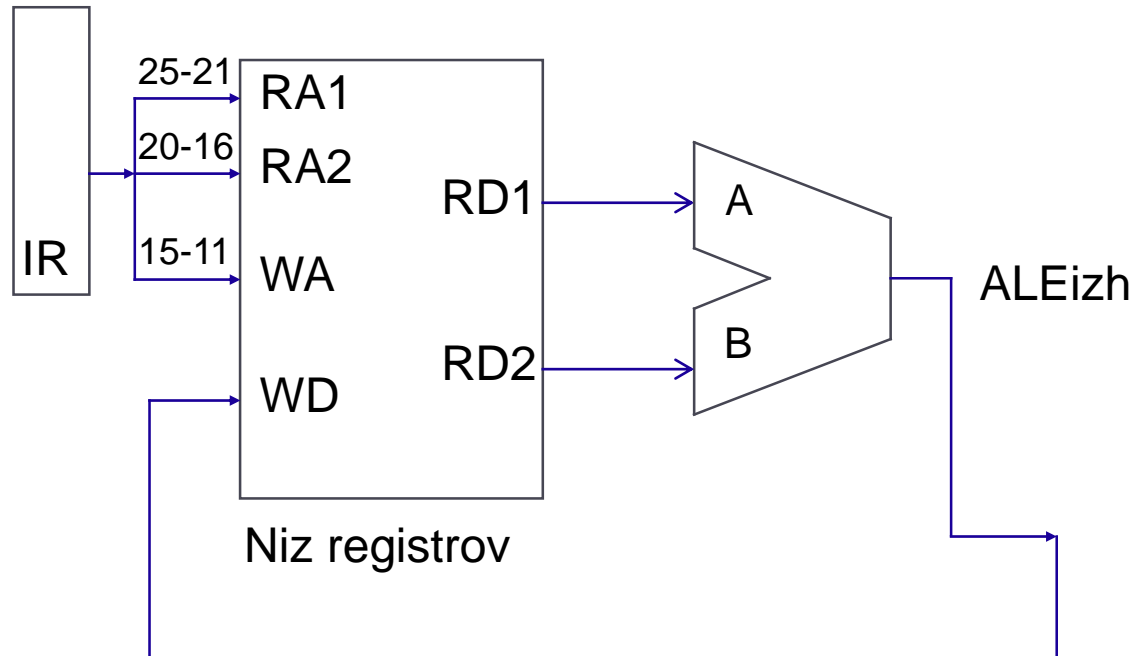 25-21
RA1
20-16
RA2
RD1
A
IR
15-11
WA
ALEizh
RD2
B
WD
Niz registrov